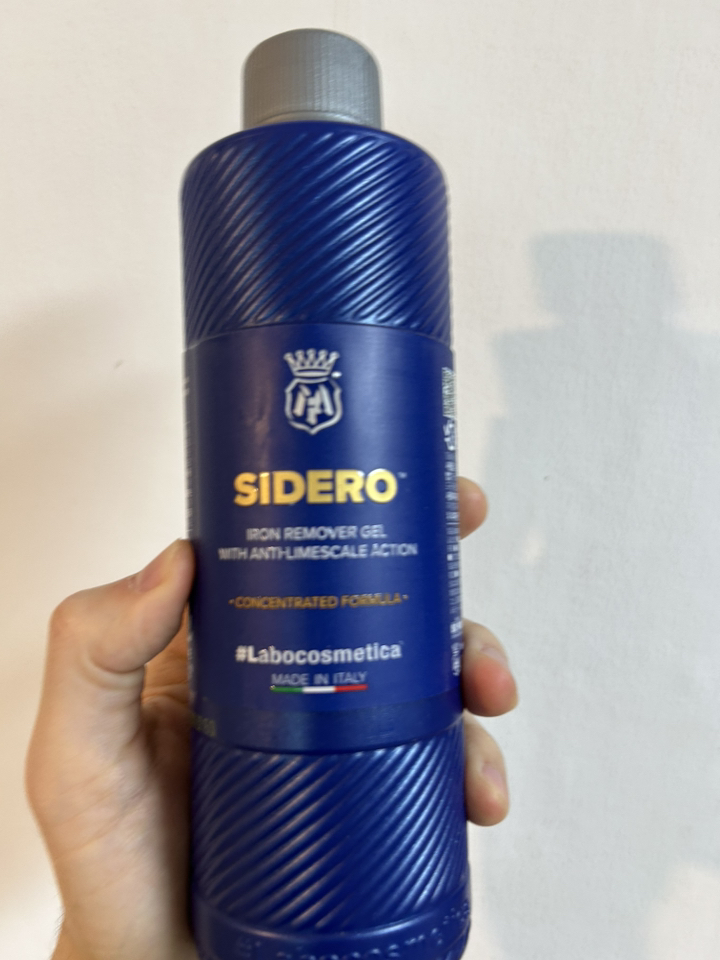 SiDERO™
IRON REMOVER GEL
WITH ANTI-LIMESCALE ACTION
•CONCENTRATED FORMULA•
#Labocosmetica
MADE IN ITALY